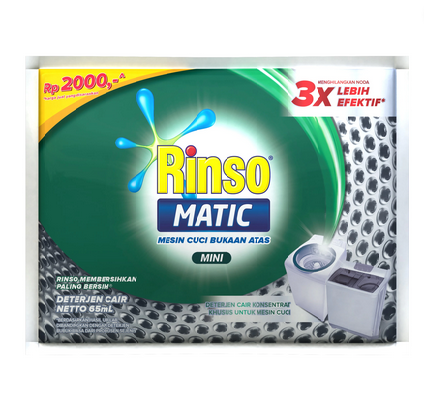 Rp 2000,-^
MENGHILANGKAN NODA
3X LEBIH
EFEKTIF*
Rinso®
MATIC
MESIN CUCI BUKAAN ATAS
MINI
RINSO MEMBERSIHKAN
PALING BERSIH*
DETERJEN CAIR
NETTO 65mL
DETERJEN CAIR KONSENTRAT
KHUSUS UNTUK MESIN CUCI